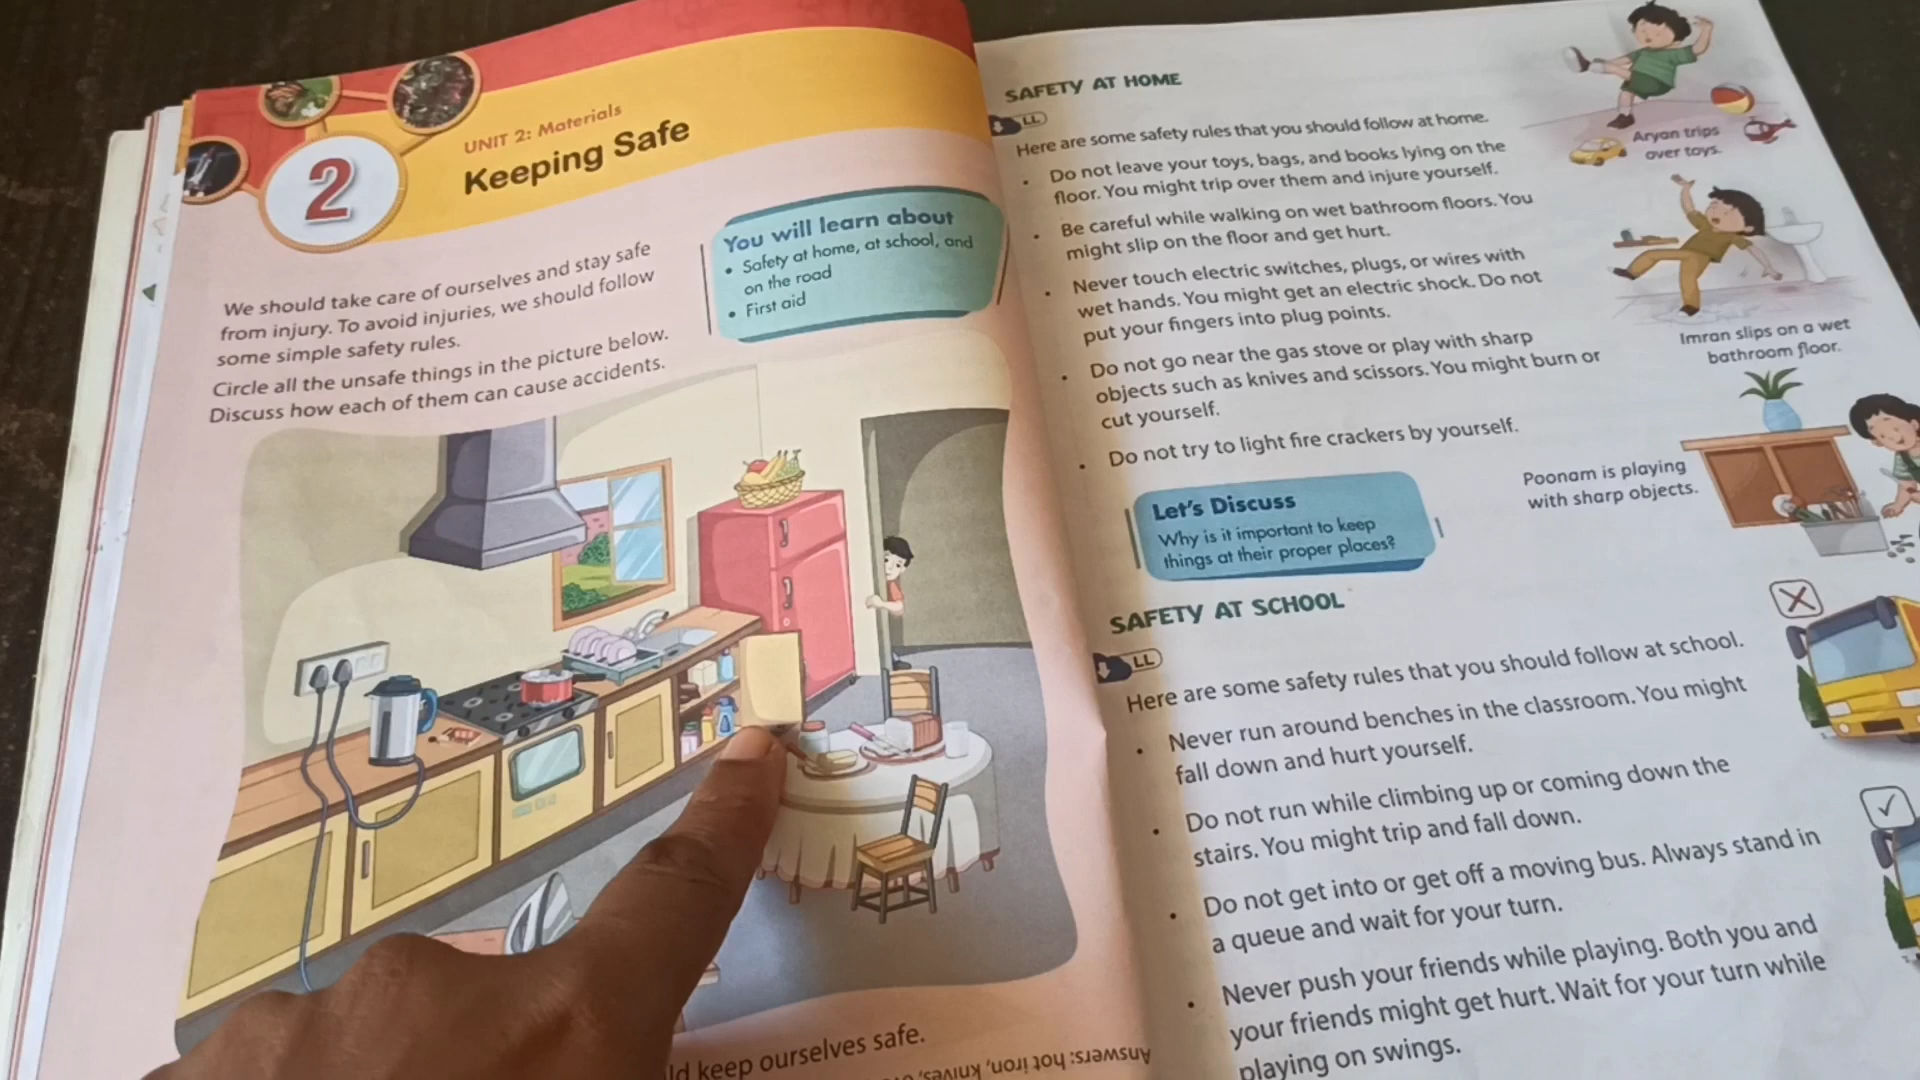 UNIT 2: Materials
2
Keeping Safe
You will learn about
• Safety at home, at school, and
on the road
• First aid
We should take care of ourselves and stay safe
from injury. To avoid injuries, we should follow
some simple safety rules.
Circle all the unsafe things in the picture below.
Discuss how each of them can cause accidents.
keep ourselves safe.
Answers: hot iron, knives,
SAFETY AT HOME
LL
Here are some safety rules that you should follow at home.
• Do not leave your toys, bags, and books lying on the
floor. You might trip over them and injure yourself.
• Be careful while walking on wet bathroom floors. You
might slip on the floor and get hurt.
• Never touch electric switches, plugs, or wires with
wet hands. You might get an electric shock. Do not
put your fingers into plug points.
• Do not go near the gas stove or play with sharp
objects such as knives and scissors. You might burn or
cut yourself.
• Do not try to light fire crackers by yourself.
Aryan trips
over toys.
Imran slips on a wet
bathroom floor.
Poonam is playing
with sharp objects.
Let's Discuss
Why is it important to keep
things at their proper places?
SAFETY AT SCHOOL
LL
Here are some safety rules that you should follow at school.
• Never run around benches in the classroom. You might
fall down and hurt yourself.
• Do not run while climbing up or coming down the
stairs. You might trip and fall down.
• Do not get into or get off a moving bus. Always stand in
a queue and wait for your turn.
• Never push your friends while playing. Both you and
your friends might get hurt. Wait for your turn while
playing on swings.